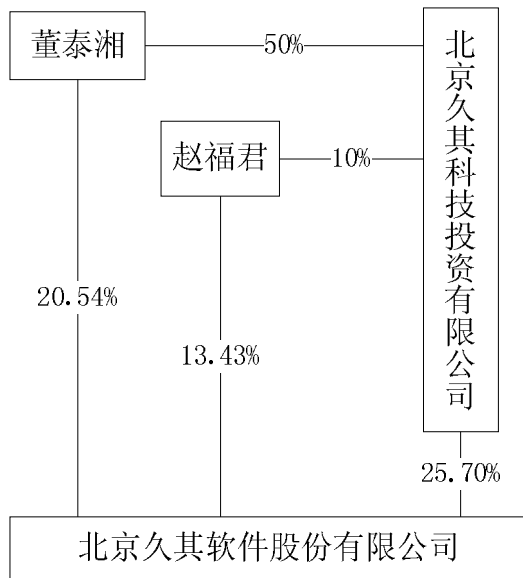 董泰湘
50%
北京久其科技投资有限公司
赵福君
10%
20.54%
13.43%
25.70%
北京久其软件股份有限公司